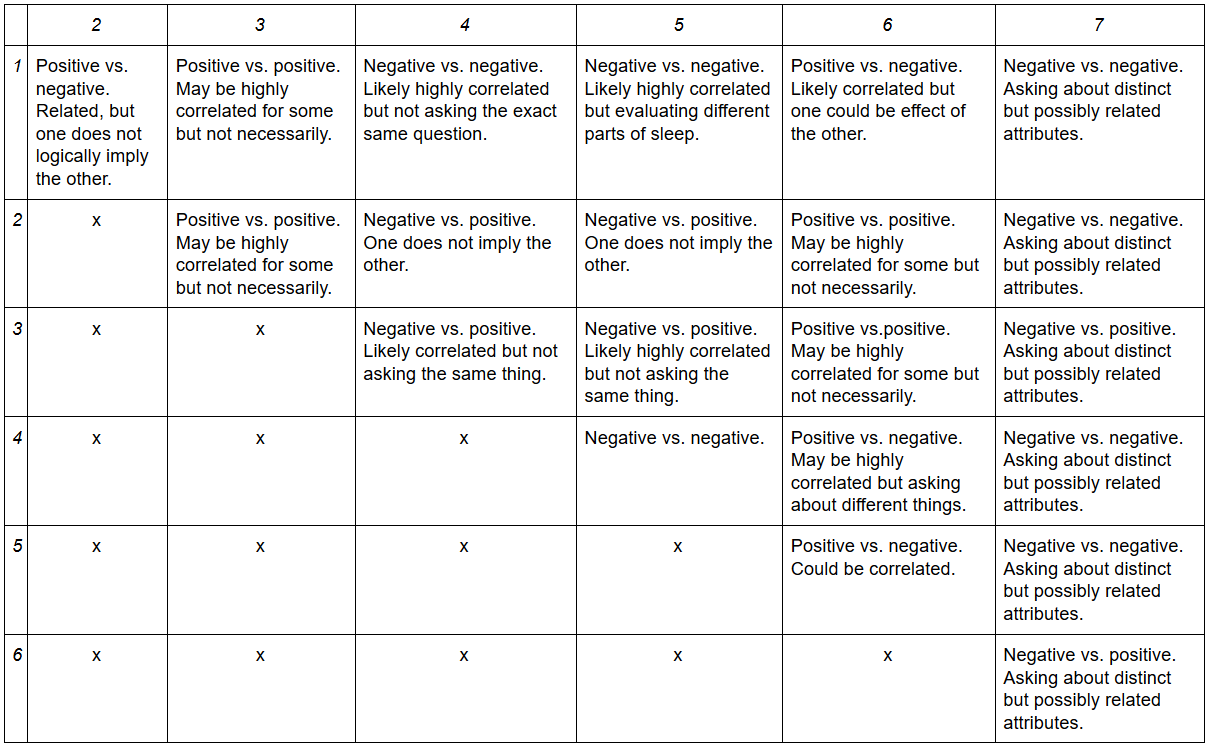 2 3 4 5 6 7
1
Positive vs.
negative.
Related, but
one does not
logically imply
the other.
Positive vs. positive.
May be highly
correlated for some
but not necessarily.
Negative vs. negative.
Likely highly correlated
but not asking the exact
same question.
Negative vs. negative.
Likely highly correlated
but evaluating different
parts of sleep.
Positive vs. negative.
Likely correlated but
one could be effect of
the other.
Negative vs. negative.
Asking about distinct
but possibly related
attributes.
2
x
Positive vs. positive.
May be highly
correlated for some
but not necessarily.
Negative vs. positive.
One does not imply the
other.
Negative vs. positive.
One does not imply the
other.
Positive vs. positive.
May be highly
correlated for some but
not necessarily.
Negative vs. negative.
Asking about distinct
but possibly related
attributes.
3
x
x
Negative vs. positive.
Likely correlated but not
asking the same thing.
Negative vs. positive.
Likely highly correlated
but not asking the
same thing.
Positive vs.positive.
May be highly
correlated for some but
not necessarily.
Negative vs. positive.
Asking about distinct
but possibly related
attributes.
4
x
x
x
Negative vs. negative.
Positive vs. negative.
May be highly
correlated but asking
about different things.
Negative vs. negative.
Asking about distinct
but possibly related
attributes.
5
x
x
x
x
Positive vs. negative.
Could be correlated.
Negative vs. negative.
Asking about distinct
but possibly related
attributes.
6
x
x
x
x
x
Negative vs. positive.
Asking about distinct
but possibly related
attributes.